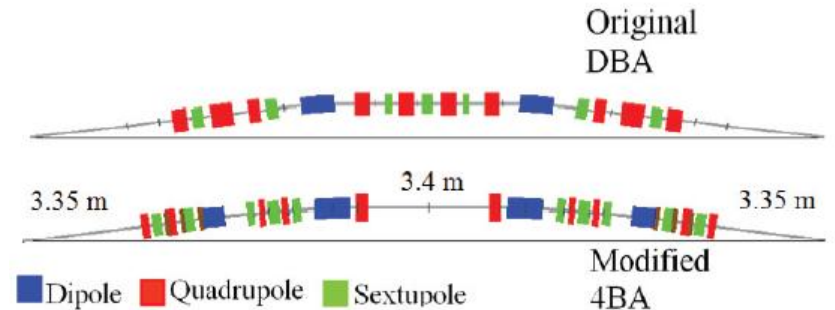 Original
DBA
3.35 m
3.4 m
3.35 m
Modified
4BA
Dipole
Quadrupole
Sextupole